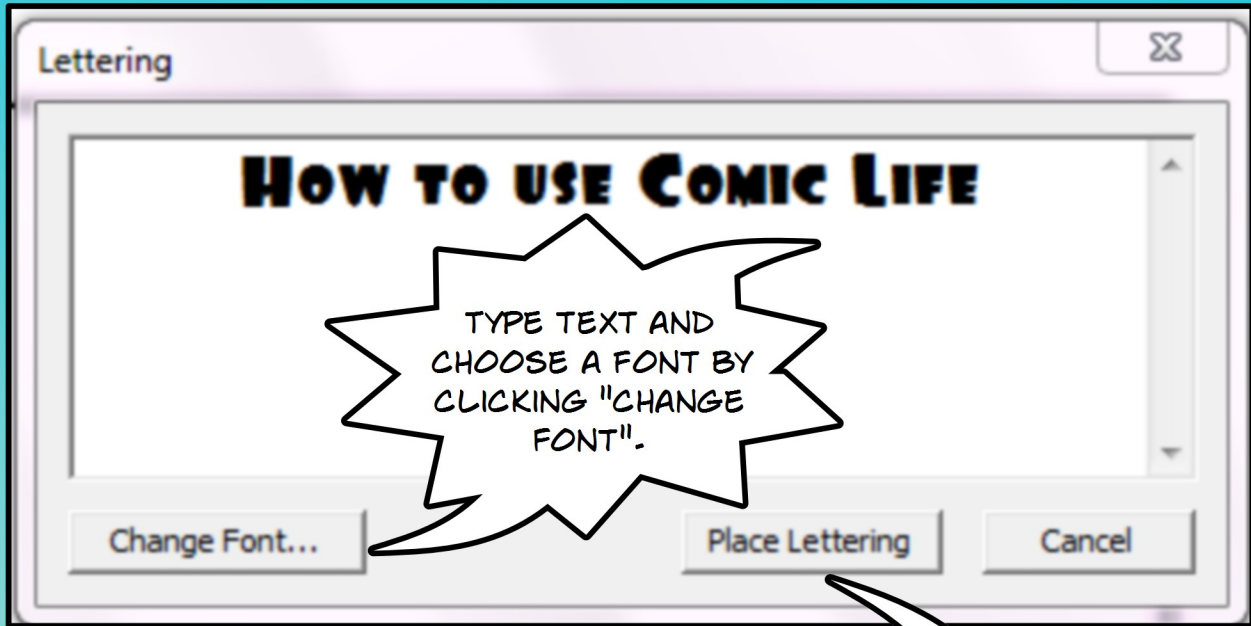 Lettering
How to use Comic Life
TYPE TEXT AND
CHOOSE A FONT BY
CLICKING "CHANGE
FONT".
Change Font...
Place Lettering
Cancel